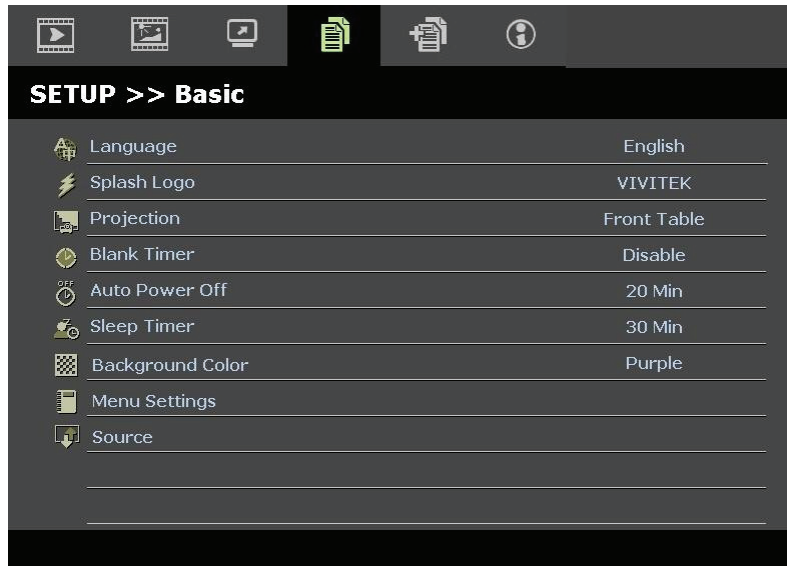 SETUP >> Basic
Language English
Splash Logo VIVITEK
Projection Front Table
Blank Timer Disable
OFF
Auto Power Off 20 Min
Sleep Timer 30 Min
Background Color Purple
Menu Settings
Source